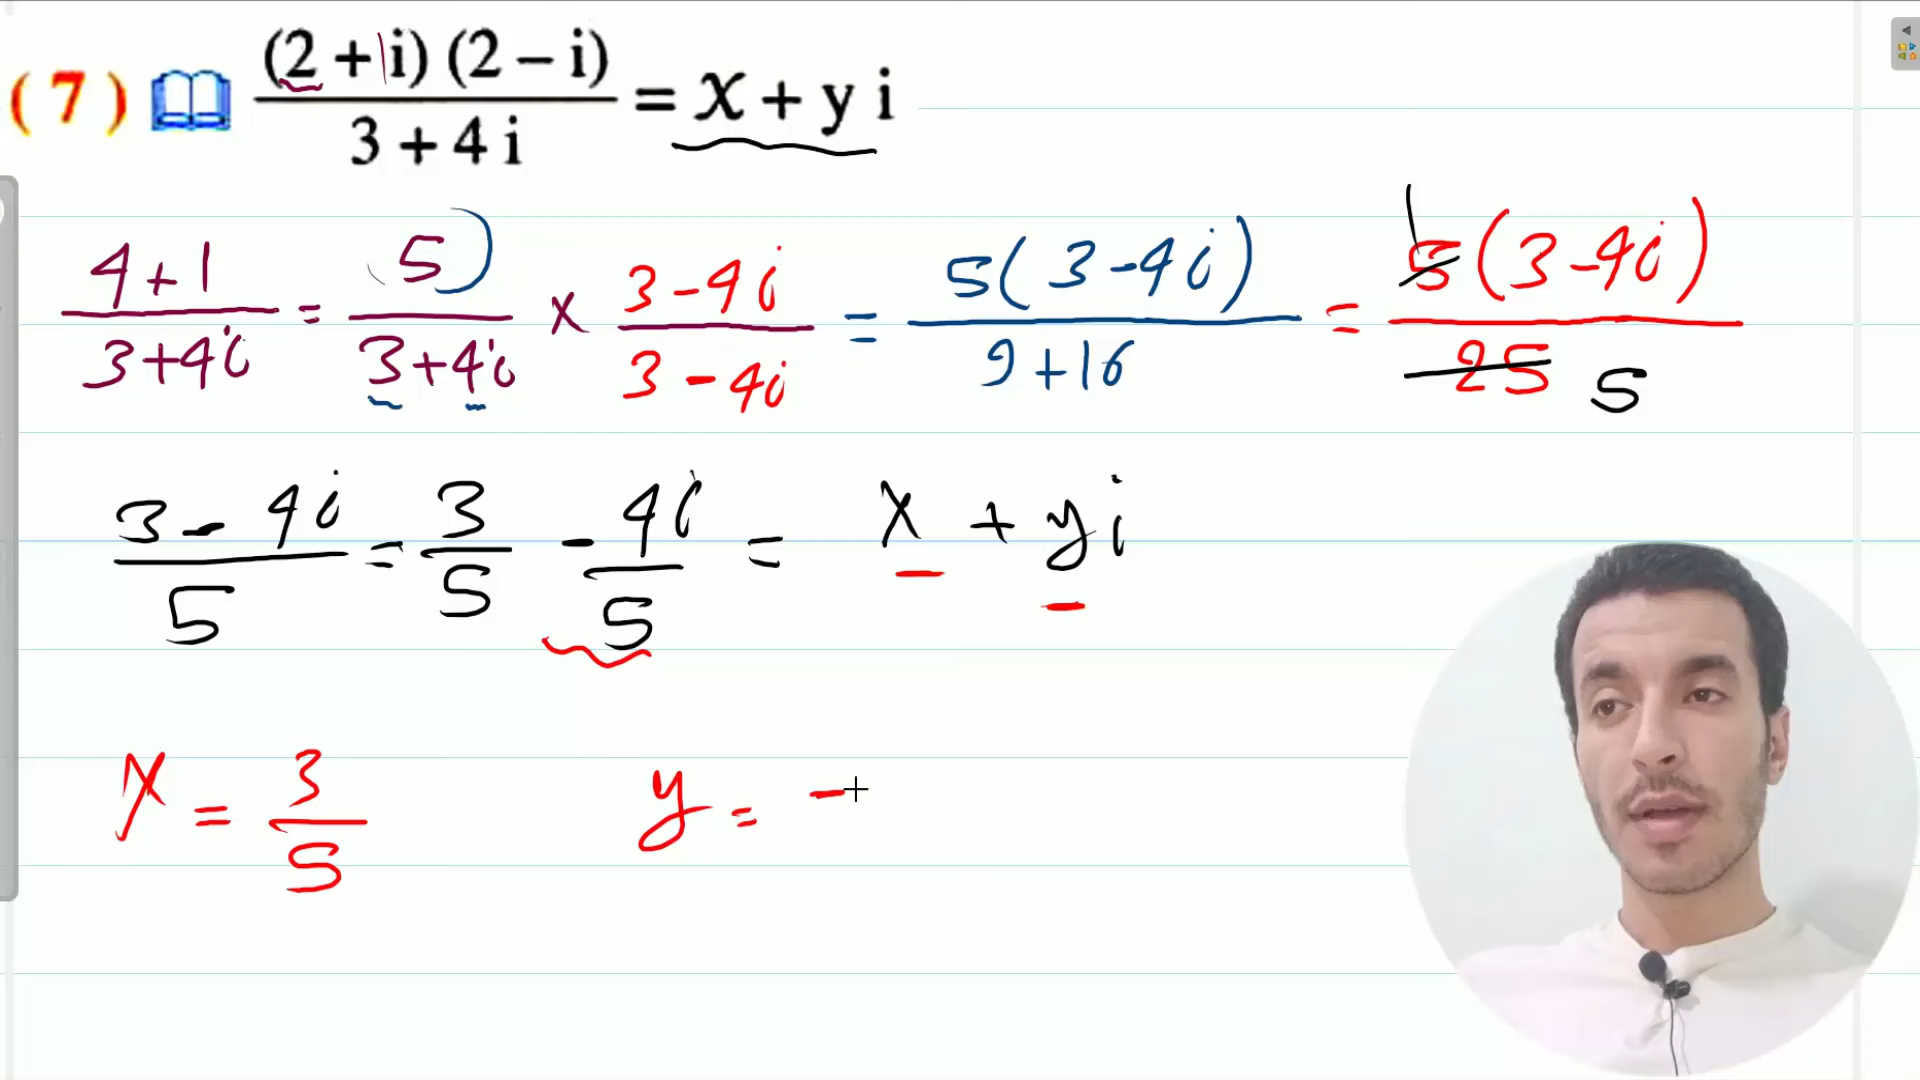 (7) (2 + i) (2 − i) / 3 + 4 i = x + y i
4+1 / 3+4i = 5 / 3+4i × 3-4i / 3-4i = 5(3-4i) / 9+16 = 5(3-4i) / 25 1 5
3-4i / 5 = 3/5 - 4i/5 = x + yi
x = 3/5 y = -